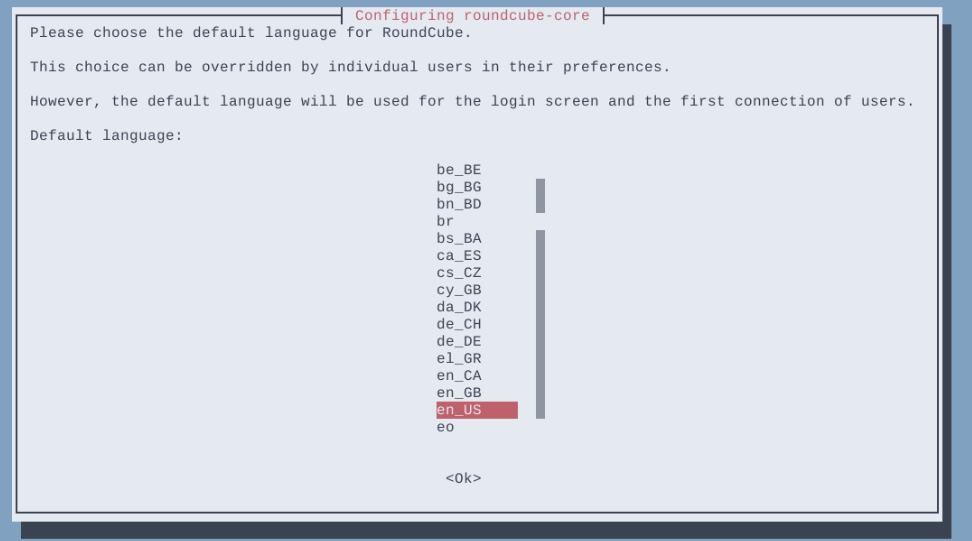 Configuring roundcube-core
Please choose the default language for RoundCube.
This choice can be overridden by individual users in their preferences.
However, the default language will be used for the login screen and the first connection of users.
Default language:
be_BE
bg_BG
bn_BD
br
bs_BA
ca_ES
cs_CZ
cy_GB
da_DK
de_CH
de_DE
el_GR
en_CA
en_GB
en_US
eo
<Ok>